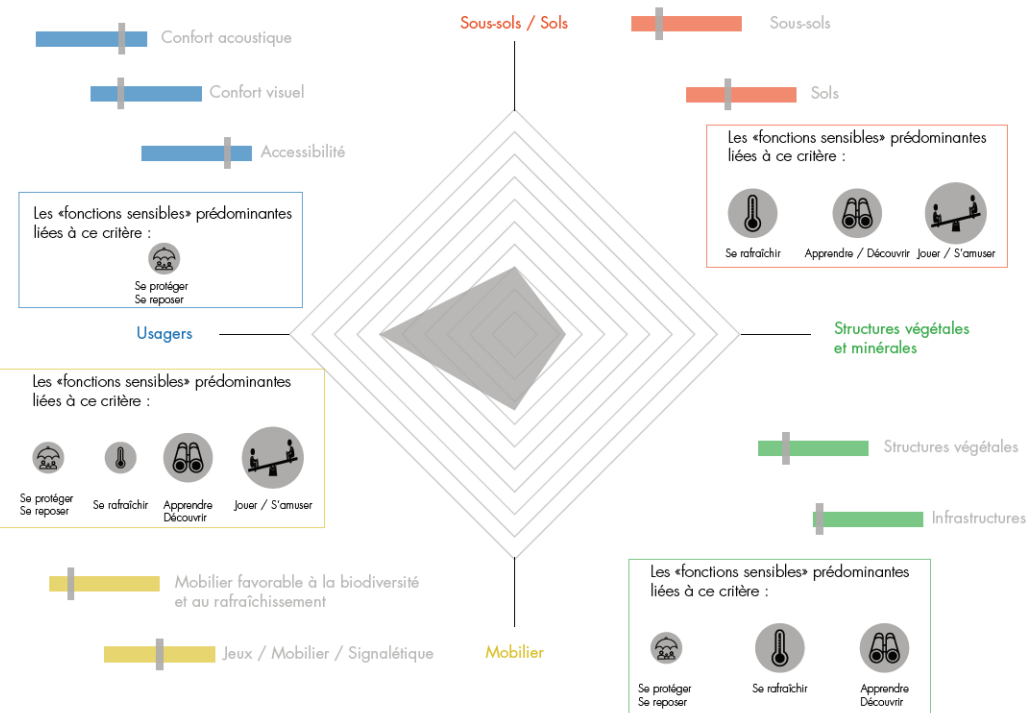 Sous-sols / Sols
Sous-sols
Sols
Les «fonctions sensibles» prédominantes
liées à ce critère :
Se rafraîchir
Apprendre / Découvrir
Jouer / S'amuser
Confort acoustique
Confort visuel
Accessibilité
Les «fonctions sensibles» prédominantes
liées à ce critère :
Se protéger
Se reposer
Usagers
Structures végétales
et minérales
Les «fonctions sensibles» prédominantes
liées à ce critère :
Se protéger
Se reposer
Se rafraîchir
Apprendre
Découvrir
Jouer / S'amuser
Structures végétales
Infrastructures
Mobilier favorable à la biodiversité
et au rafraîchissement
Jeux / Mobilier / Signalétique
Mobilier
Les «fonctions sensibles» prédominantes
liées à ce critère :
Se protéger
Se reposer
Se rafraîchir
Apprendre
Découvrir